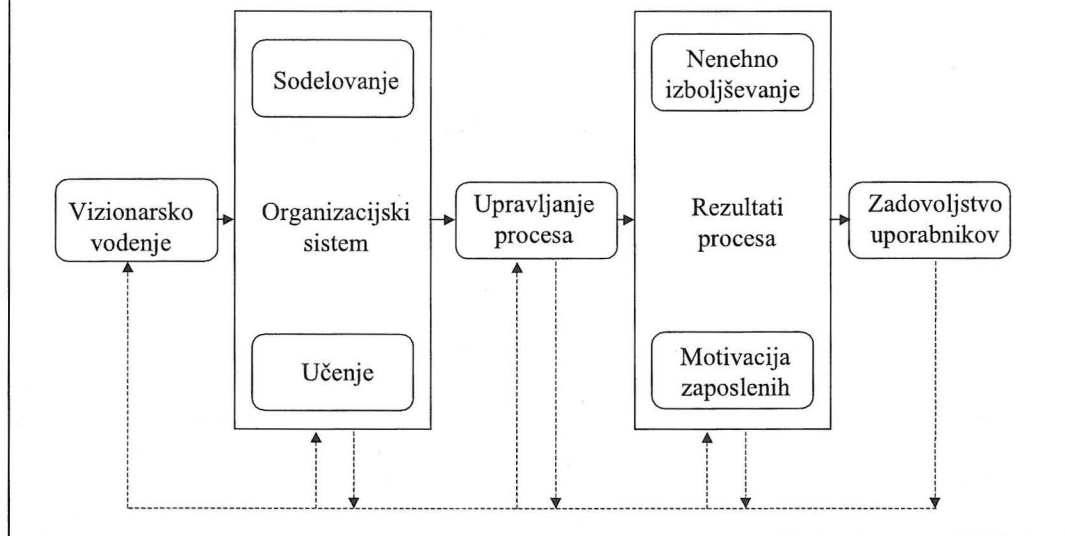 Sodelovanje
Nenehno
izboljševanje
Vizionarsko
vodenje
Organizacijski
sistem
Upravljanje
procesa
Rezultati
procesa
Zadovoljstvo
uporabnikov
Učenje
Motivacija
zaposlenih